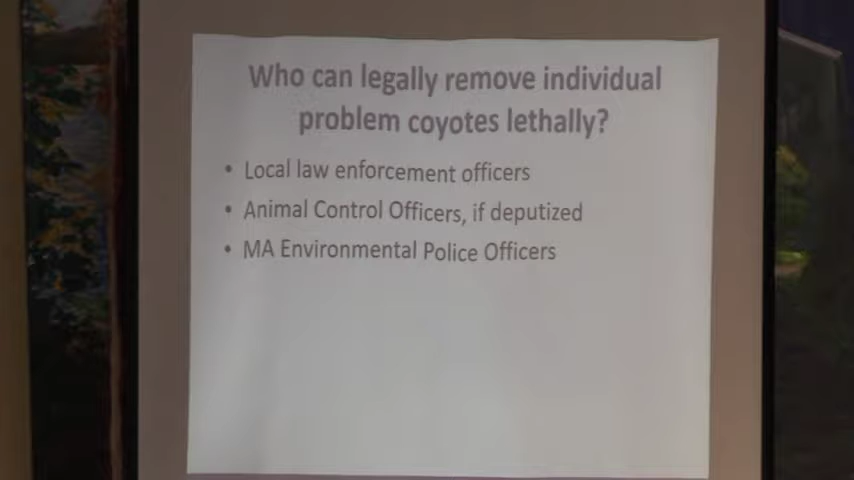 Who can legally remove individual
problem coyotes lethally?
• Local law enforcement officers
• Animal Control Officers, if deputized
• MA Environmental Police Officers